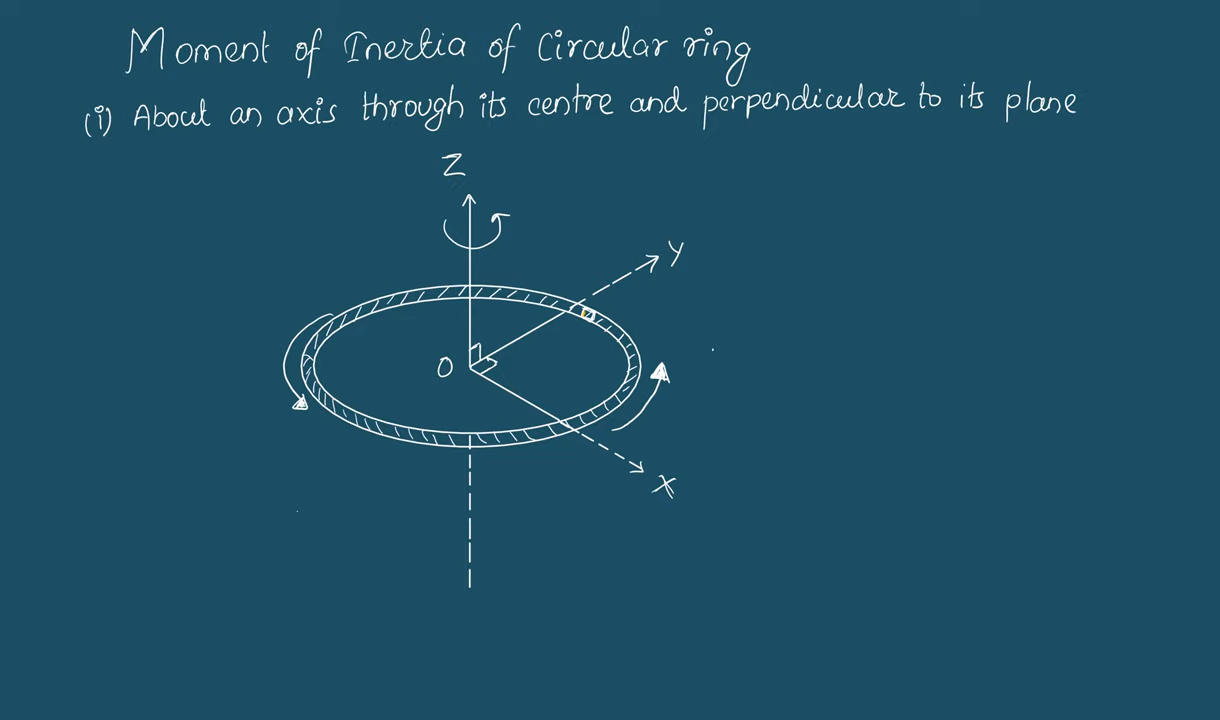 Moment of Inertia of Circular ring
(i) About an axis through its centre and perpendicular to its plane
Z
Y
O
X